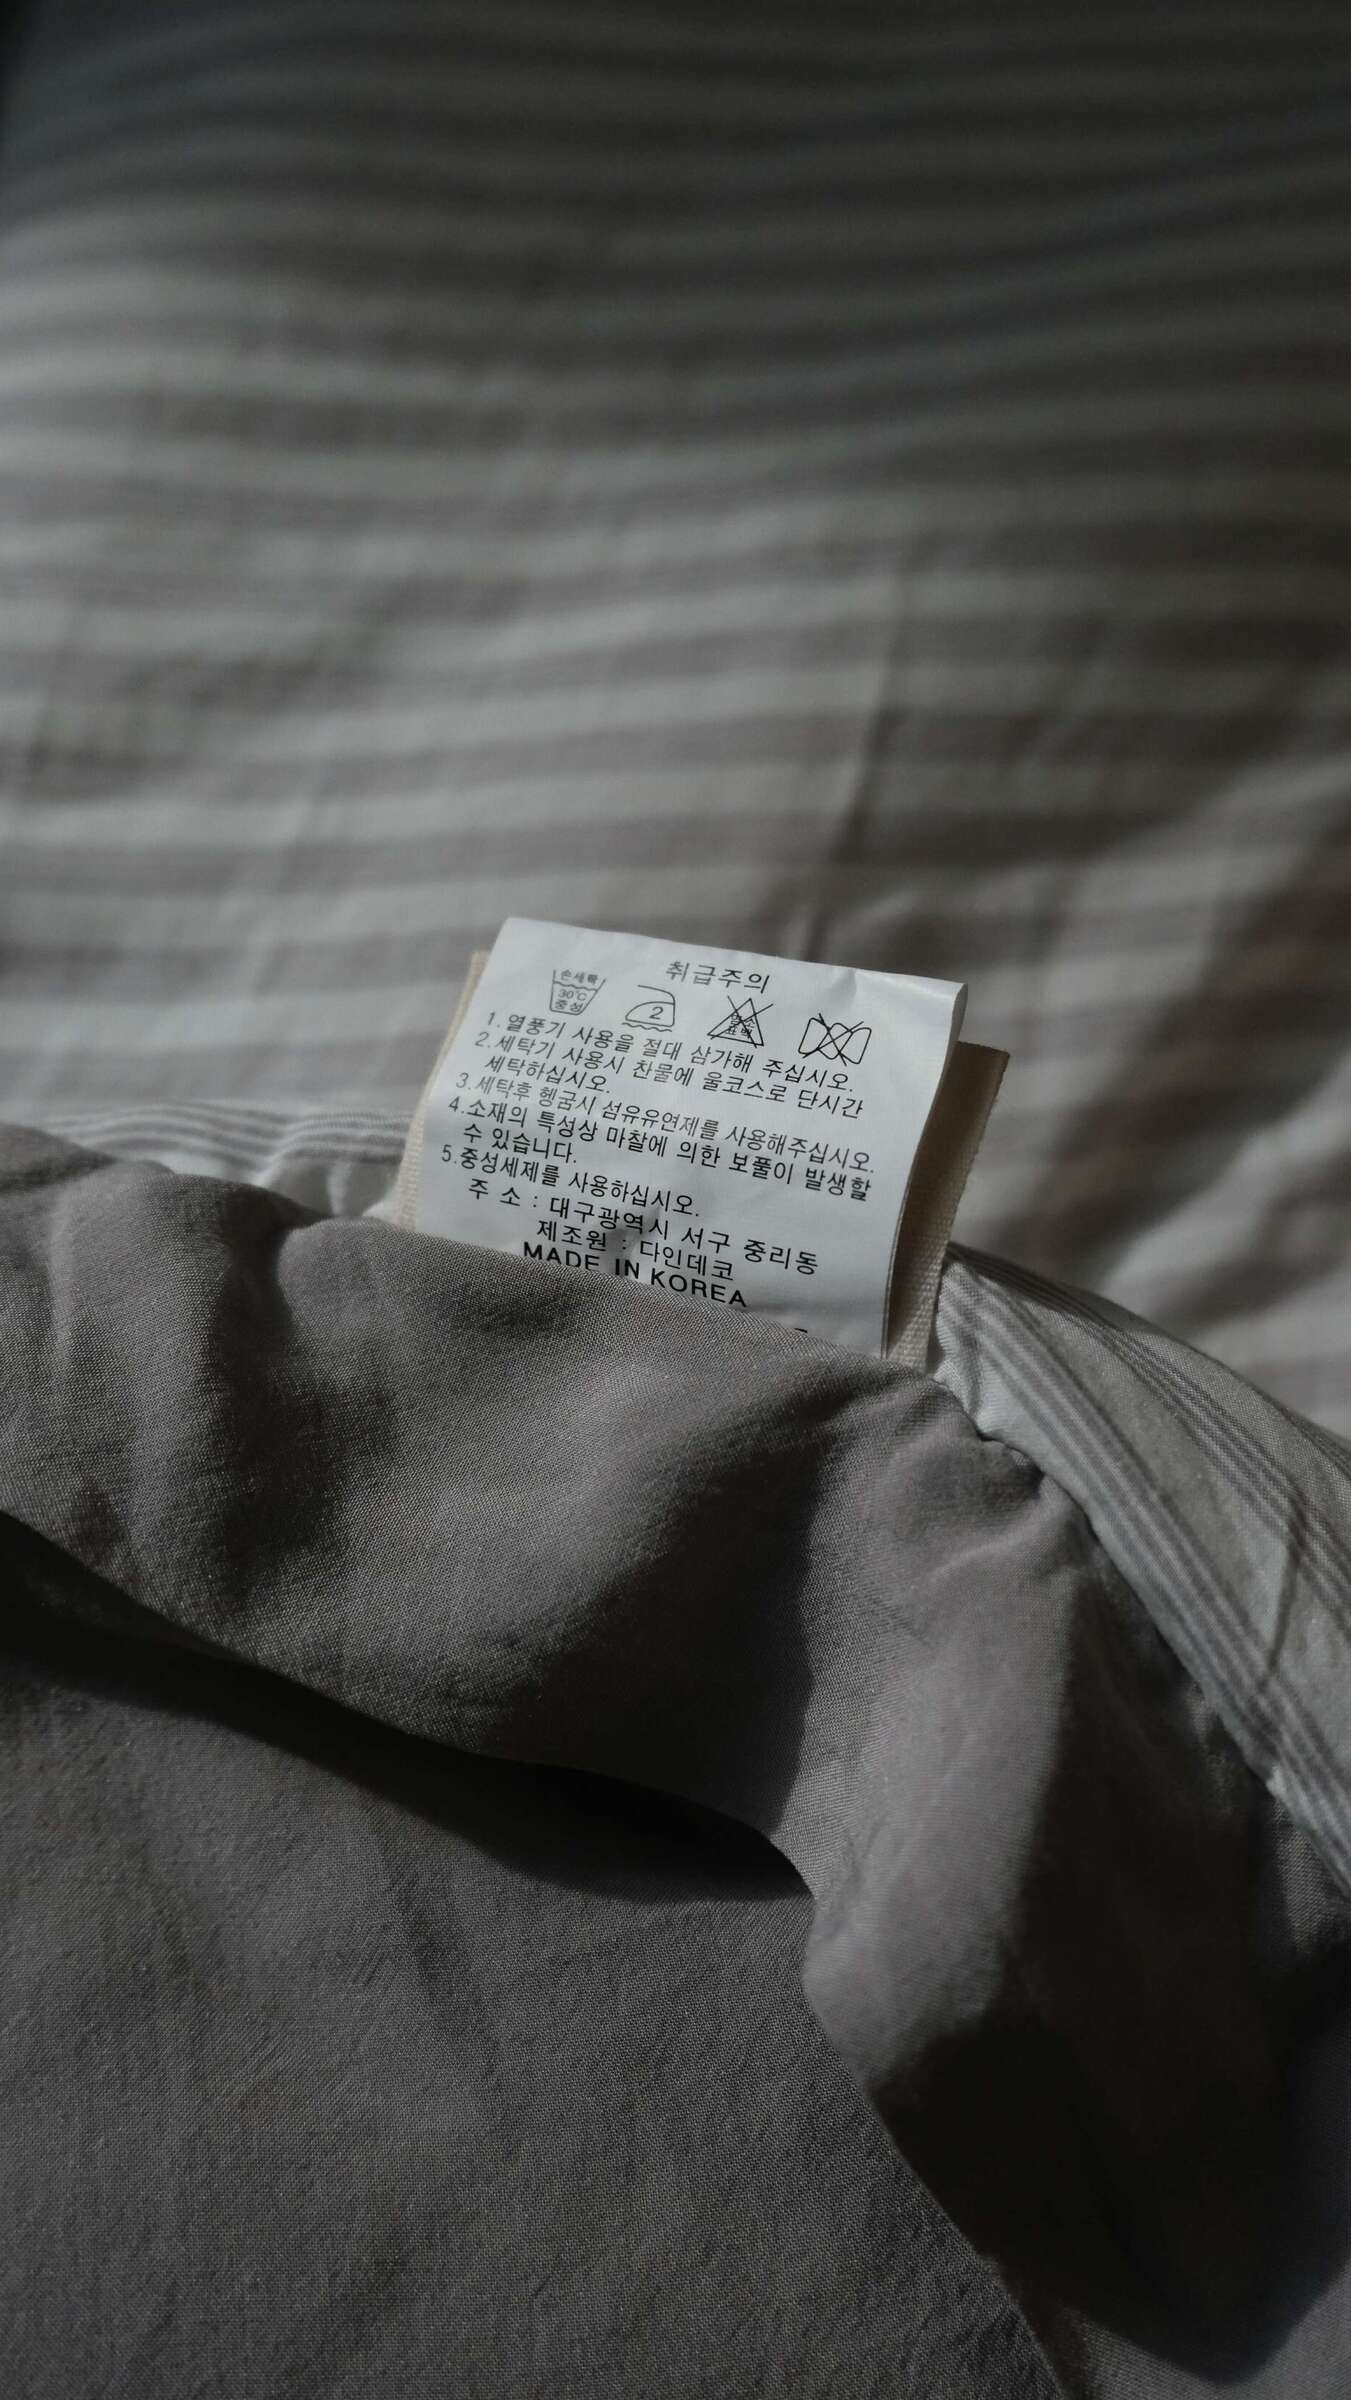 취급주의
손세탁
30℃
중성
2
염소
표백
1.열풍기 사용을 절대 삼가해 주십시오.
2.세탁기 사용시 찬물에 울코스로 단시간
세탁하십시오.
3.세탁후 헹굼시 섬유유연제를 사용해주십시오.
4.소재의 특성상 마찰에 의한 보풀이 발생할
수 있습니다.
5.중성세제를 사용하십시오.
주 소 : 대구광역시 서구 중리동
제조원 : 다인데코
MADE IN KOREA